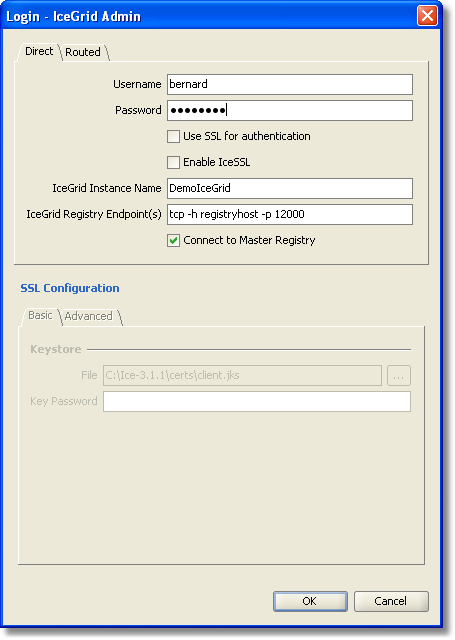 Login - IceGrid Admin
Direct Routed
Username bernard
Password ●●●●●●●●
Use SSL for authentication
Enable IceSSL
IceGrid Instance Name DemoIceGrid
IceGrid Registry Endpoint(s) tcp -h registryhost -p 12000
Connect to Master Registry
SSL Configuration
Basic Advanced
Keystore
File C:\Ice-3.1.1\certs\client.jks ...
Key Password
OK Cancel